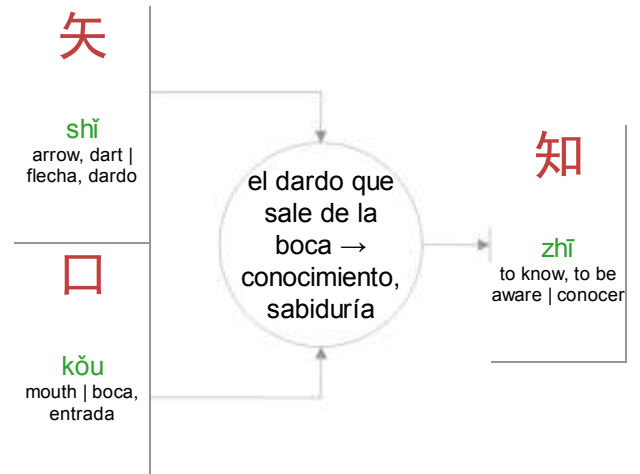 矢
shǐ
arrow, dart |
flecha, dardo
口
kǒu
mouth | boca,
entrada
el dardo que
sale de la
boca →
conocimiento,
sabiduría
知
zhī
to know, to be
aware | conocer